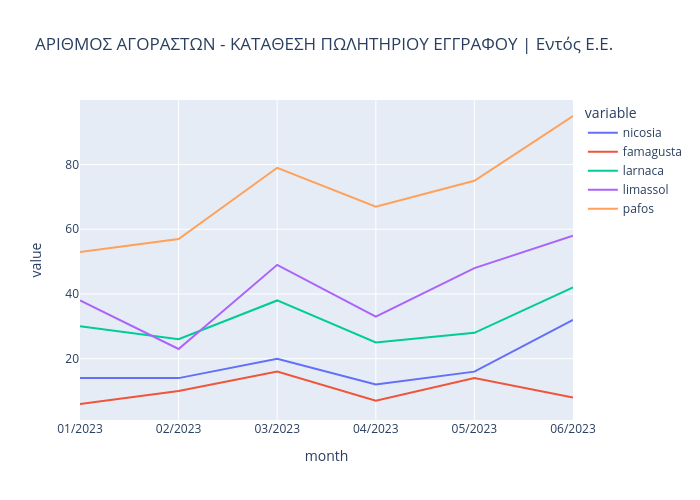 ΑΡΙΘΜΟΣ ΑΓΟΡΑΣΤΩΝ - ΚΑΤΑΘΕΣΗ ΠΩΛΗΤΗΡΙΟΥ ΕΓΓΡΑΦΟΥ | Εντός Ε.Ε.
variable
nicosia
famagusta
larnaca
limassol
pafos
value
80
60
40
20
01/2023 02/2023 03/2023 04/2023 05/2023 06/2023
month